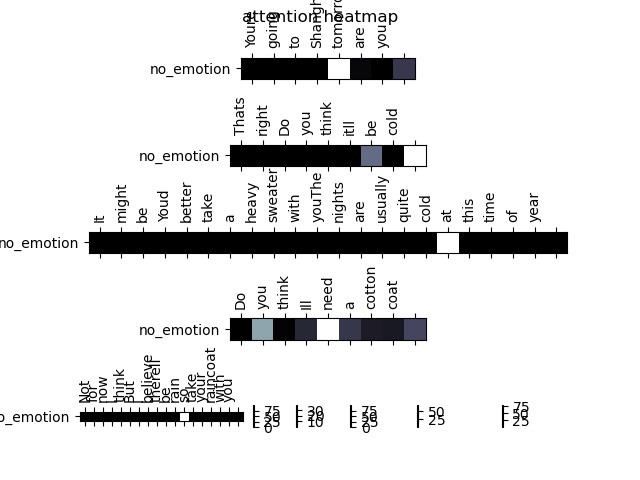 attention heatmap
Youre going to Shanghai tomorrow are you
no_emotion
Thats right Do you think itll be cold
no_emotion
It might be Youd better take a heavy sweater with youThe nights are usually quite cold at this time of year
no_emotion
Do you think Ill need a cotton coat
no_emotion
Not for now think But believe therell be rain so take your raincoat with you
no_emotion
75 50 25 0
30 20 10
75 50 25 0
50 25
75 50 25